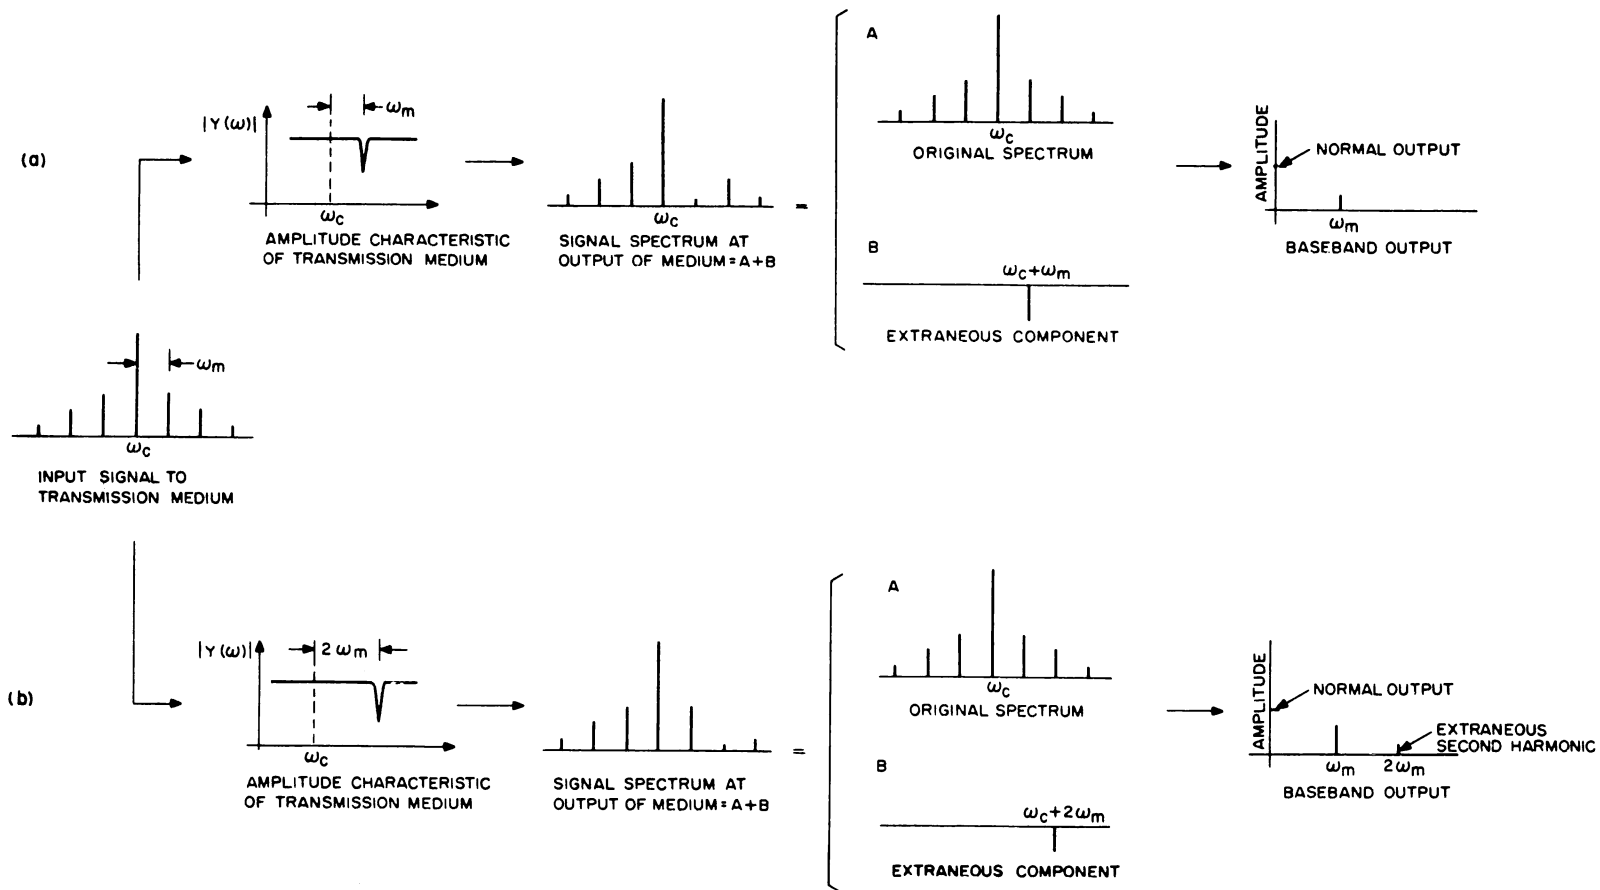 (a)
|Y(ω)|
ωm
ωc
AMPLITUDE CHARACTERISTIC
OF TRANSMISSION MEDIUM
ωc
SIGNAL SPECTRUM AT
OUTPUT OF MEDIUM=A+B
=
A
ωc
ORIGINAL SPECTRUM
B
ωc+ωm
EXTRANEOUS COMPONENT
AMPLITUDE
NORMAL OUTPUT
ωm
BASEBAND OUTPUT
ωm
ωc
INPUT SIGNAL TO
TRANSMISSION MEDIUM
(b)
|Y(ω)|
2ωm
ωc
AMPLITUDE CHARACTERISTIC
OF TRANSMISSION MEDIUM
SIGNAL SPECTRUM AT
OUTPUT OF MEDIUM=A+B
=
A
ωc
ORIGINAL SPECTRUM
B
ωc+2ωm
EXTRANEOUS COMPONENT
AMPLITUDE
NORMAL OUTPUT
EXTRANEOUS
SECOND HARMONIC
ωm 2ωm
BASEBAND OUTPUT